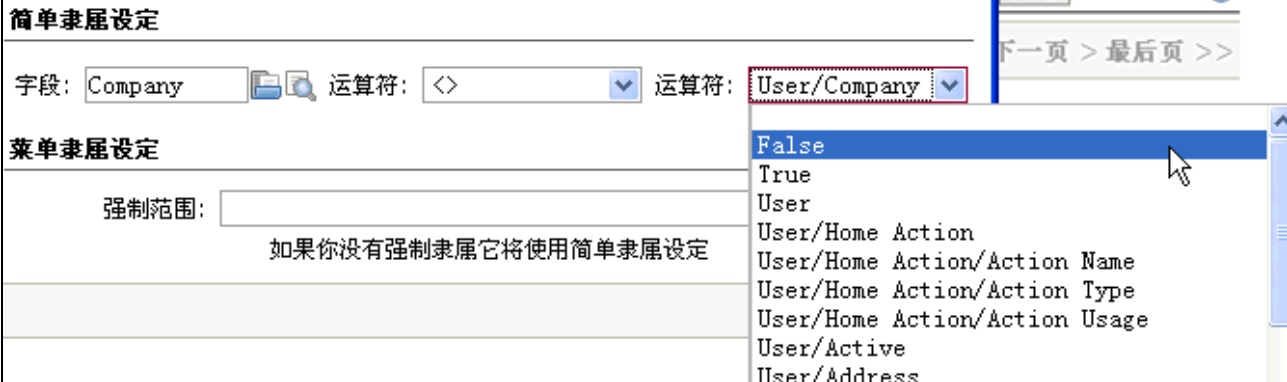 简单隶属设定
下一页 > 最后页 >>
字段: Company 运算符: <> 运算符: User/Company
菜单隶属设定
False
True
强制范围:
User
User/Home Action
如果你没有强制隶属它将使用简单隶属设定
User/Home Action/Action Name
User/Home Action/Action Type
User/Home Action/Action Usage
User/Active
User/Address